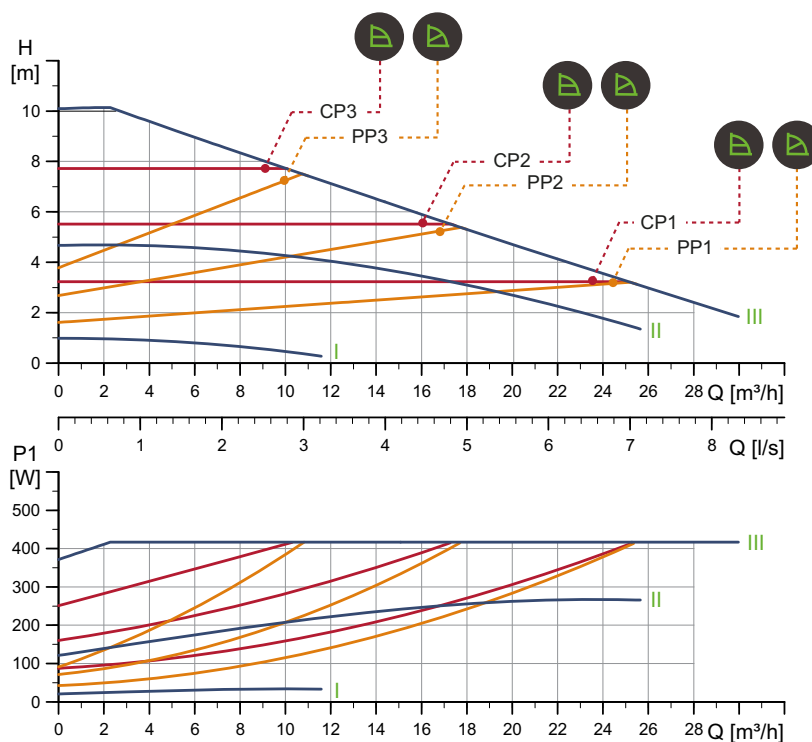 H
[m]
CP3
PP3
CP2
PP2
CP1
PP1
10
8
6
4
2
0
I
II
III
0 2 4 6 8 10 12 14 16 18 20 22 24 26 28 Q [m³/h]
0 1 2 3 4 5 6 7 8 Q [l/s]
P1
[W]
500
400
300
200
100
0
III
II
I
0 2 4 6 8 10 12 14 16 18 20 22 24 26 28 Q [m³/h]